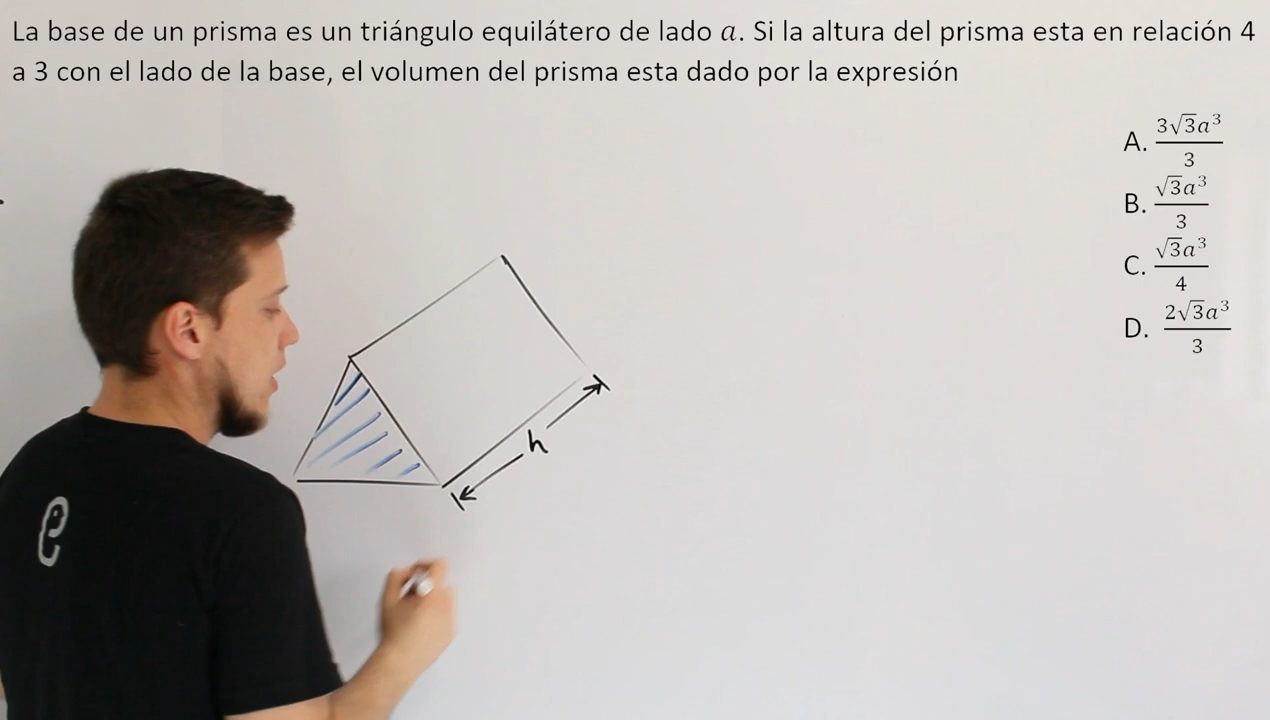 La base de un prisma es un triángulo equilátero de lado a. Si la altura del prisma esta en relación 4
a 3 con el lado de la base, el volumen del prisma esta dado por la expresión
A. 3√3a³/3
B. √3a³/3
C. √3a³/4
D. 2√3a³/3
h
e